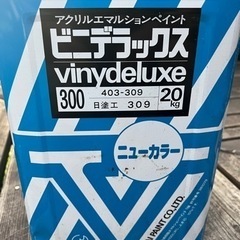 アクリルエマルションペイント
ビニデラックス
vinydeluxe
300
403-309
日塗工 309
20kg
ニューカラー
PAINT CO.,LTD.